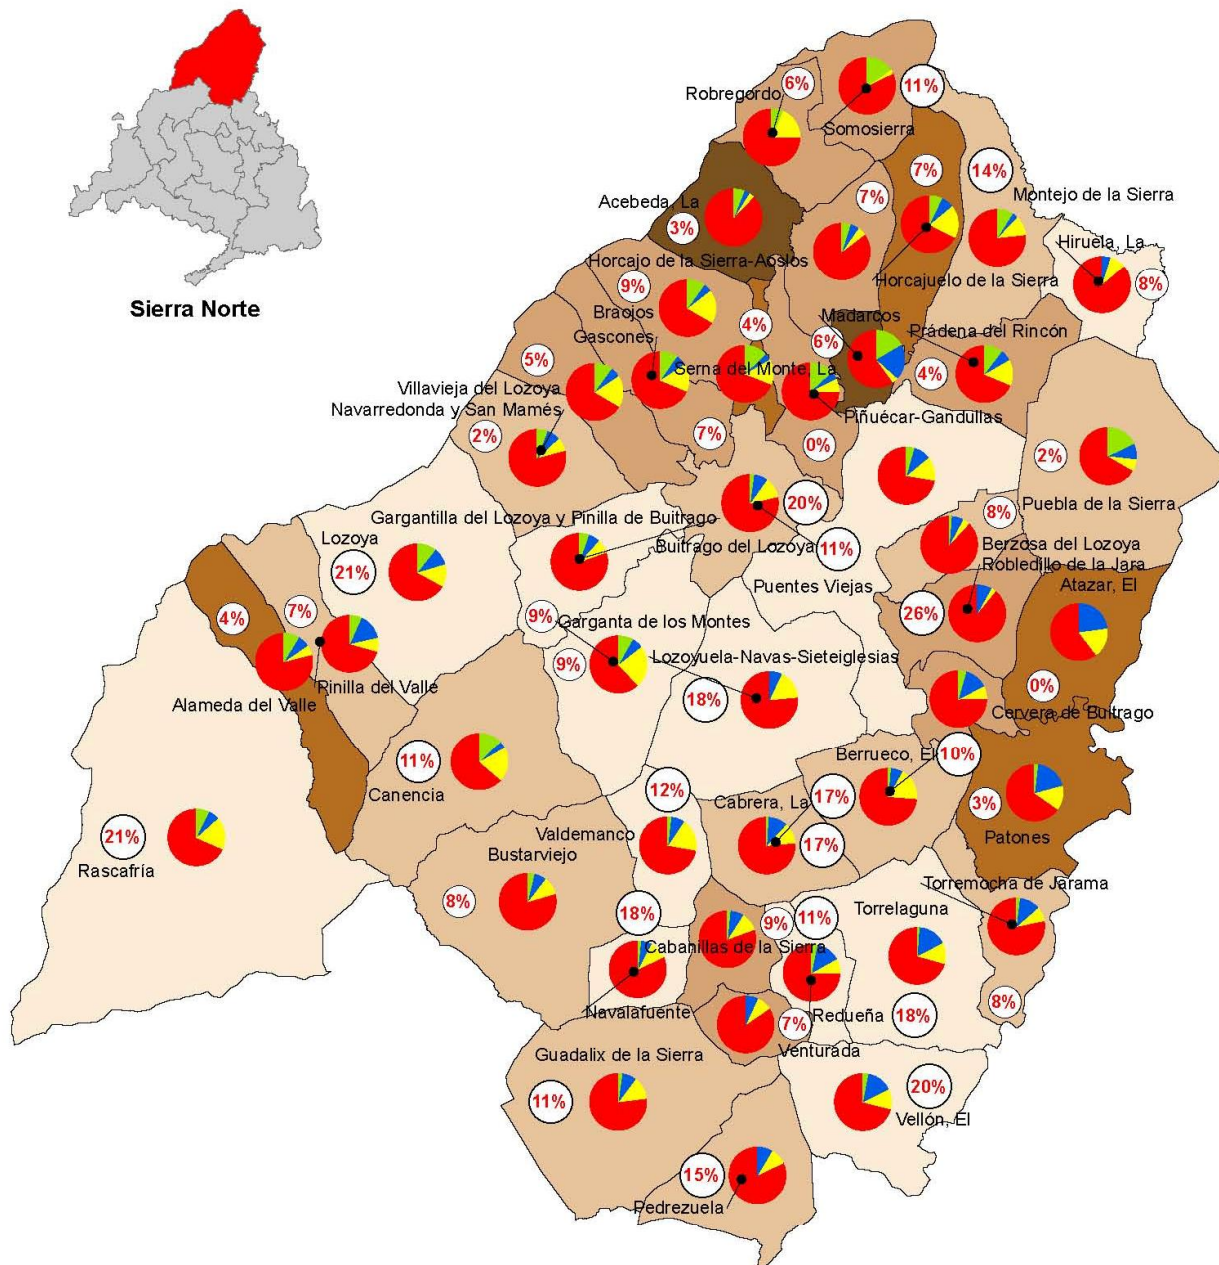 Sierra Norte
6%
Robregordo
11%
Somosierra
7%
14%
Acebeda, La
3%
7%
Montejo de la Sierra
Hiruela, La
Horcajo de la Sierra-Aoslos
9%
Horcajuelo de la Sierra
8%
Braojos
Gascones
4%
Madarcos
6%
Prádena del Rincón
5%
Serna del Monte, La
4%
Villavieja del Lozoya
Navarredonda y San Mamés
Piñuécar-Gandullas
2%
7%
0%
2%
Puebla de la Sierra
20%
8%
Gargantilla del Lozoya y Pinilla de Buitrago
Lozoya
Buitrago del Lozoya
11%
Berzosa del Lozoya
Robledillo de la Jara
21%
Puentes Viejas
Atazar, El
4%
7%
9%
Garganta de los Montes
26%
9%
Lozoyuela-Navas-Sieteiglesias
Pinilla del Valle
Alameda del Valle
18%
0%
Cervera de Buitrago
11%
Berrueco, El
10%
Canencia
12%
Cabrera, La
17%
3%
21%
Valdemanco
17%
Patones
Rascafría
Bustarviejo
8%
Torremocha de Jarama
18%
9%
11%
Torrelaguna
Cabanillas de la Sierra
Navalafuente
7%
Redueña
18%
8%
Guadalix de la Sierra
Venturada
11%
20%
Vellón, El
15%
Pedrezuela